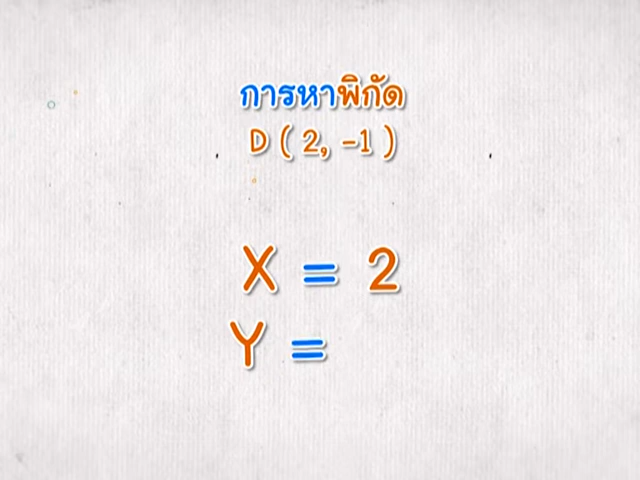 การหาพิกัด
D ( 2, -1 )
X = 2
Y =